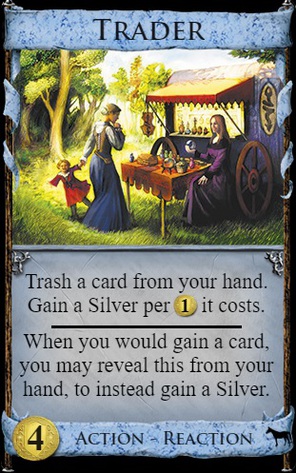 TRADER
Trash a card from your hand.
Gain a Silver per 1 it costs.
When you would gain a card,
you may reveal this from your
hand, to instead gain a Silver.
4 ACTION – REACTION